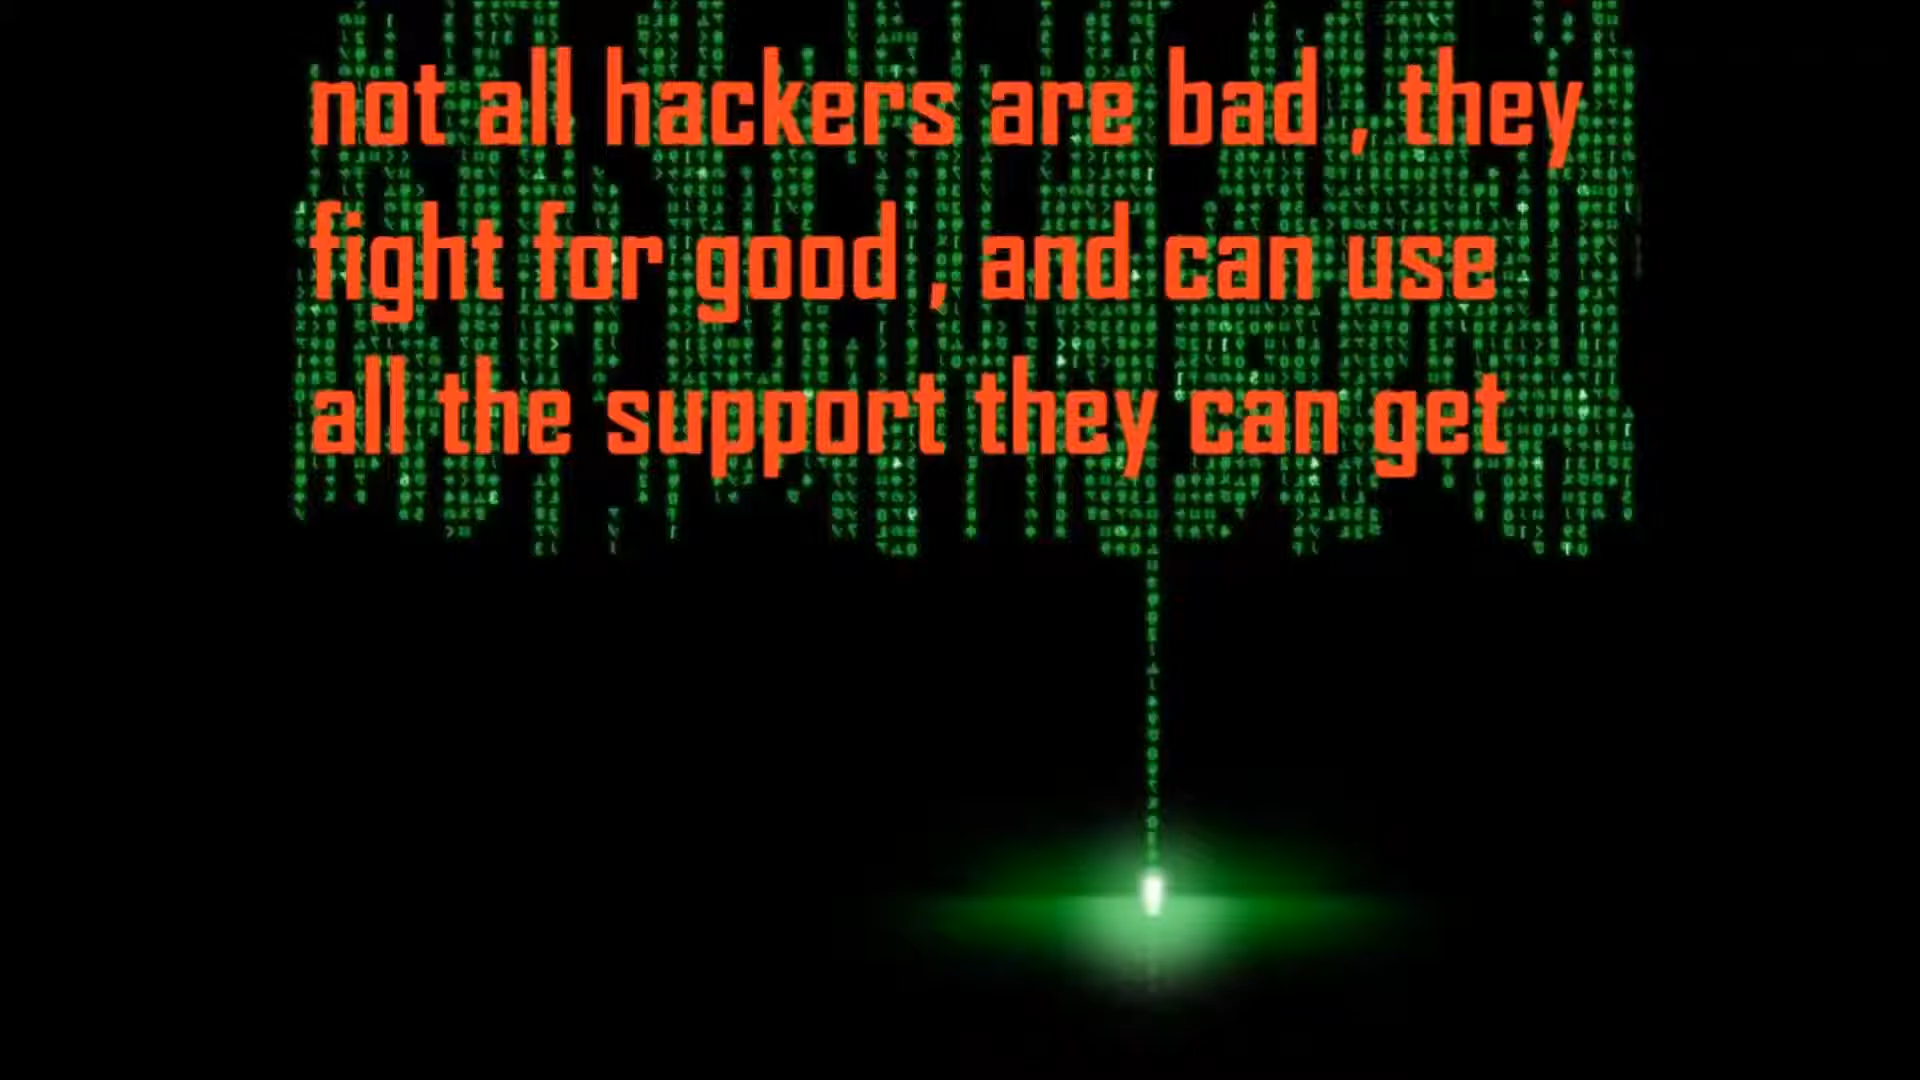 not all hackers are bad , they
fight for good , and can use
all the support they can get